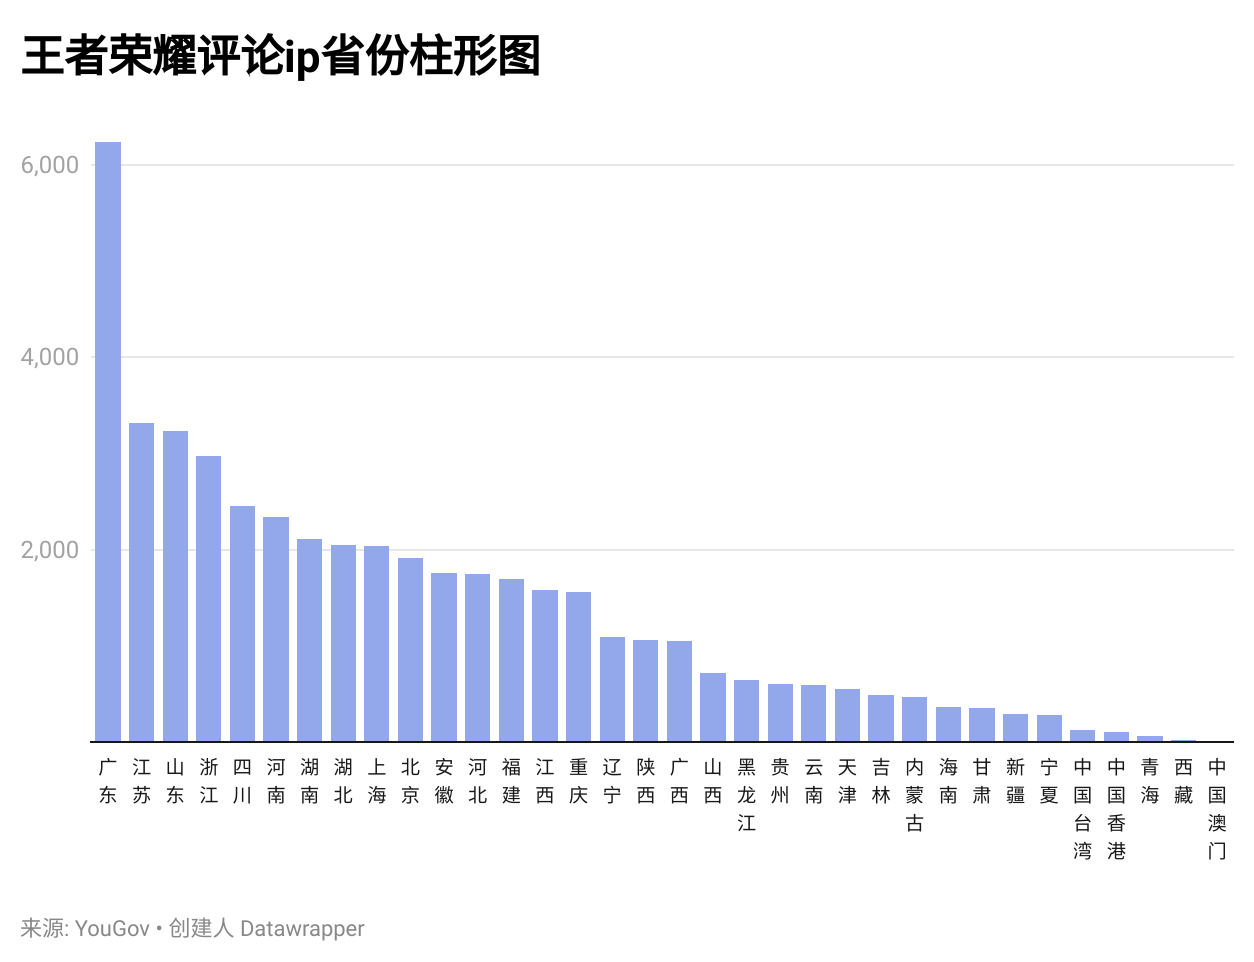 王者荣耀评论ip省份柱形图
6,000
4,000
2,000
广东
江苏
山东
浙江
四川
河南
湖南
湖北
上海
北京
安徽
河北
福建
江西
重庆
辽宁
陕西
广西
山西
黑龙江
贵州
云南
天津
吉林
内蒙古
海南
甘肃
新疆
宁夏
中国台湾
中国香港
青海
西藏
中国澳门
来源: YouGov • 创建人 Datawrapper